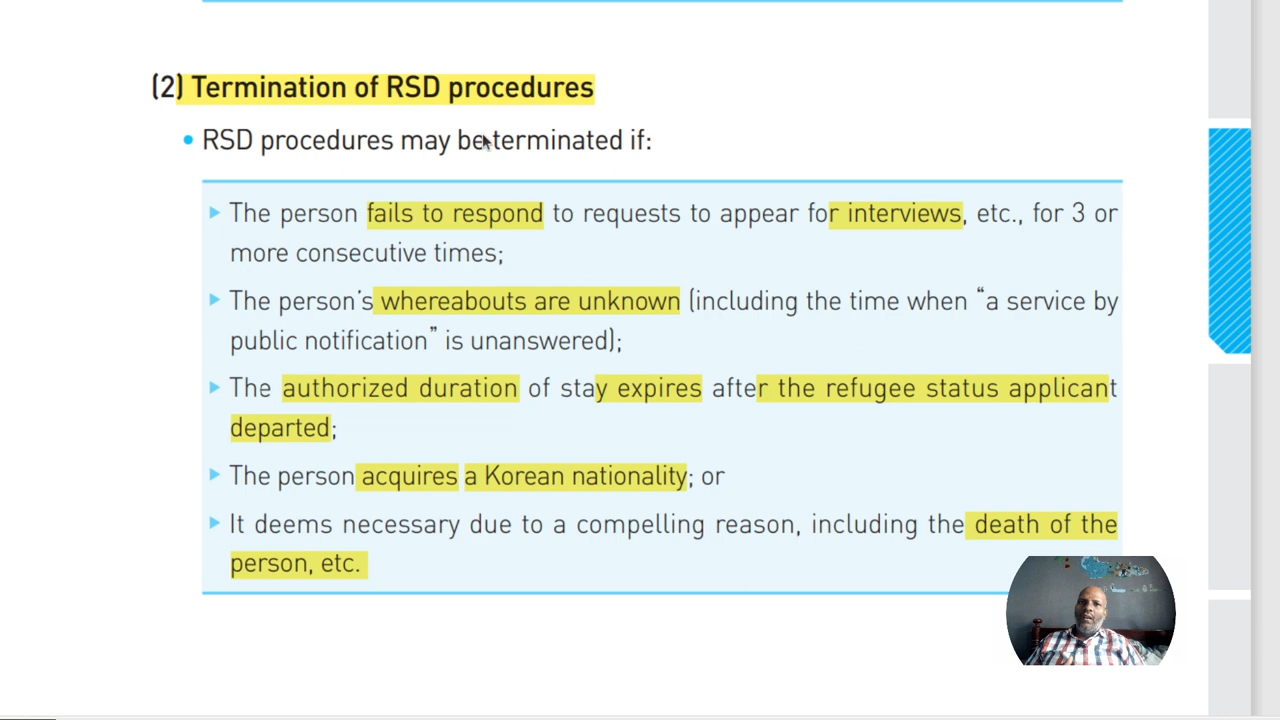 (2) Termination of RSD procedures
• RSD procedures may be terminated if:
The person fails to respond to requests to appear for interviews, etc., for 3 or
more consecutive times;
The person's whereabouts are unknown (including the time when “a service by
public notification” is unanswered);
The authorized duration of stay expires after the refugee status applicant
departed;
The person acquires a Korean nationality; or
It deems necessary due to a compelling reason, including the death of the
person, etc.